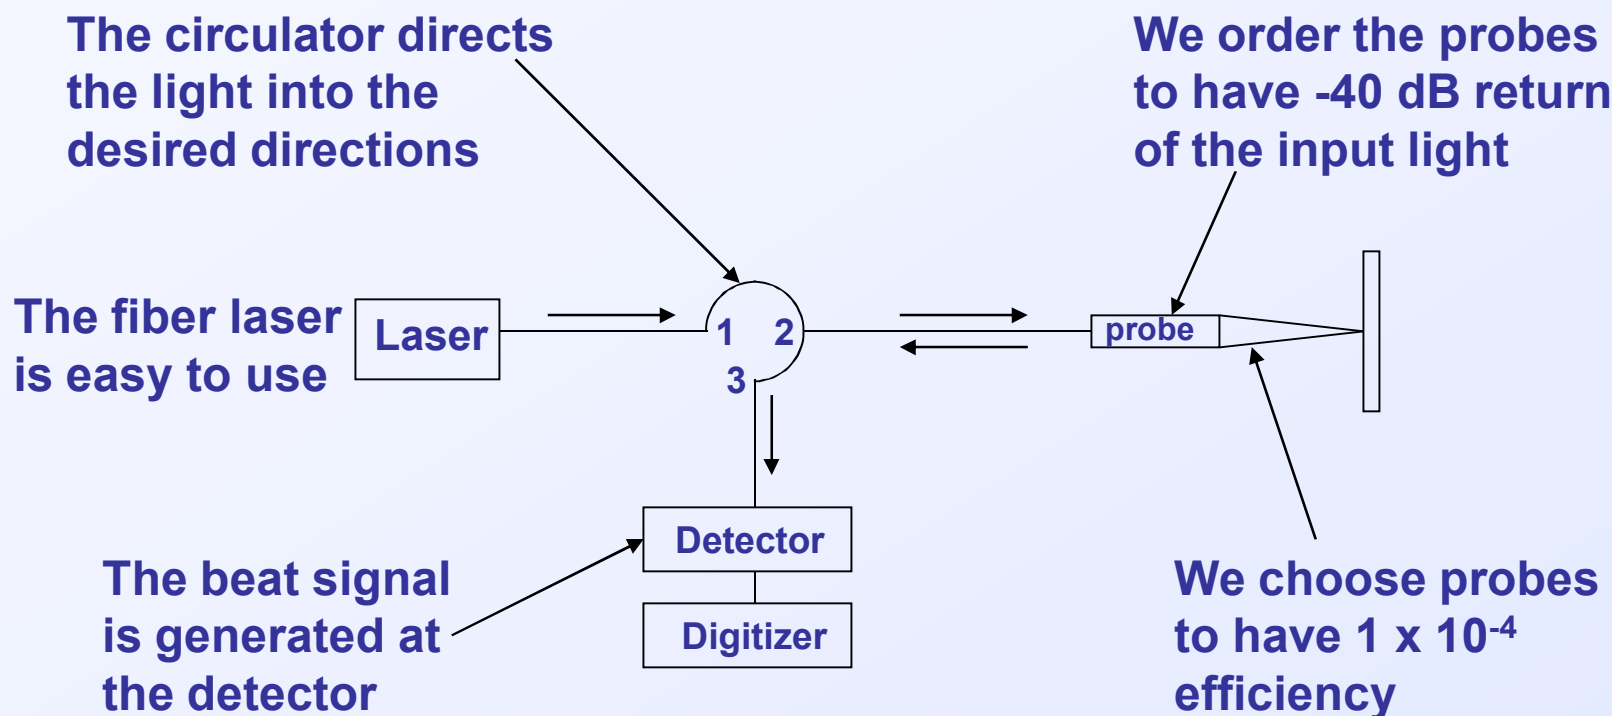 The circulator directs
the light into the
desired directions
We order the probes
to have -40 dB return
of the input light
The fiber laser
is easy to use
Laser
1 2
3
probe
Detector
Digitizer
The beat signal
is generated at
the detector
We choose probes
to have 1 x 10⁻⁴
efficiency